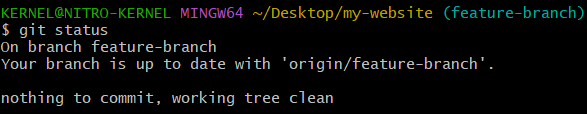 KERNEL@NITRO-KERNEL MINGW64 ~/Desktop/my-website (feature-branch)
$ git status
On branch feature-branch
Your branch is up to date with 'origin/feature-branch'.
nothing to commit, working tree clean